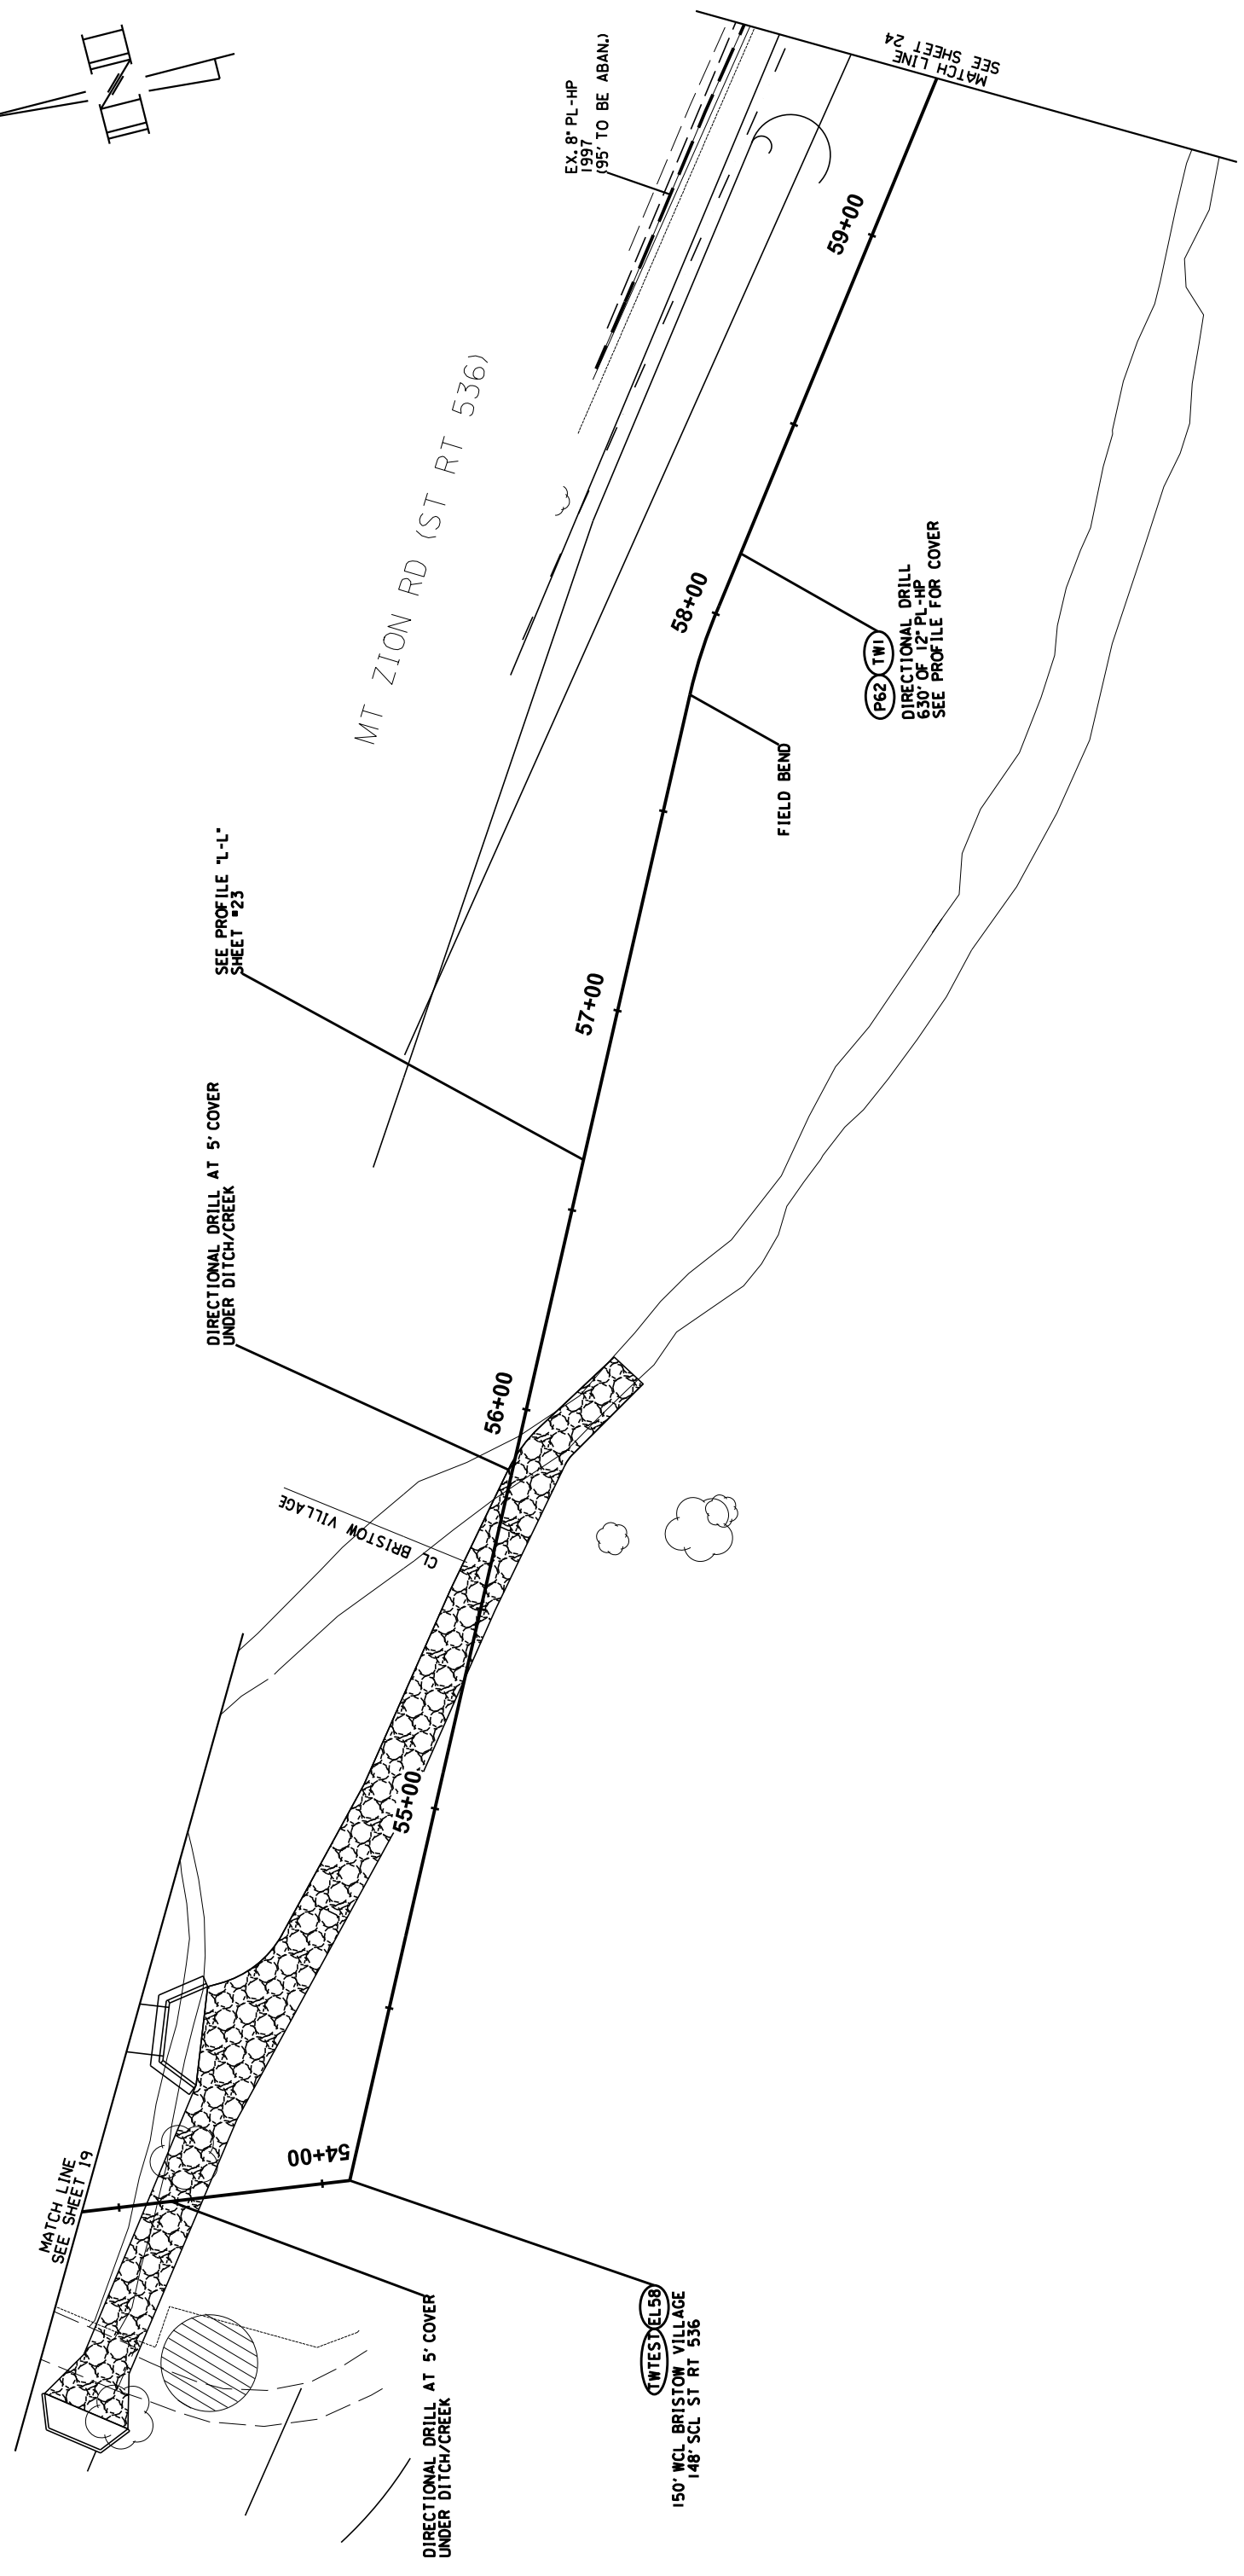 MATCH LINE
SEE SHEET 24
EX. 8" PL-HP
1997
(95' TO BE ABAN.)
59+00
MT ZION RD (ST RT 536)
58+00
P62 TW1
DIRECTIONAL DRILL
630' OF 12" PL-HP
SEE PROFILE FOR COVER
FIELD BEND
SEE PROFILE "L-L"
SHEET #23
57+00
DIRECTIONAL DRILL AT 5' COVER
UNDER DITCH/CREEK
56+00
CL BRISTOW VILLAGE
55+00
54+00
MATCH LINE
SEE SHEET 19
DIRECTIONAL DRILL AT 5' COVER
UNDER DITCH/CREEK
TWTEST EL58
150' WCL BRISTOW VILLAGE
148' SCL ST RT 536